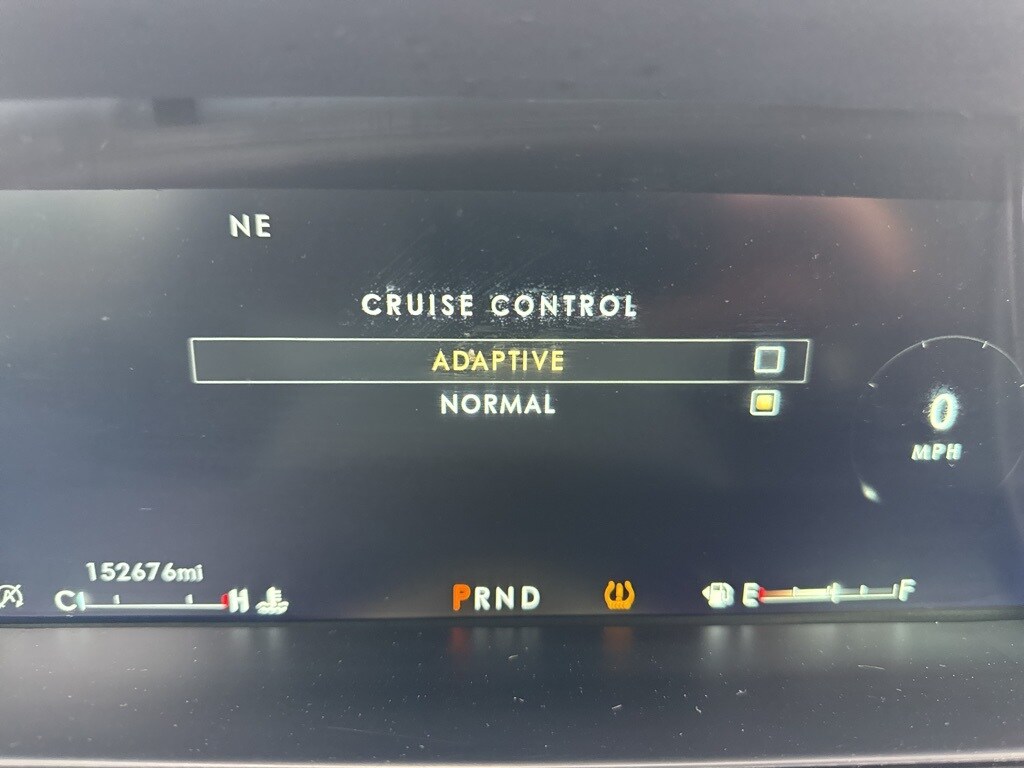 NE
CRUISE CONTROL
ADAPTIVE
NORMAL
0
MPH
152676mi
C H
PRND
E F